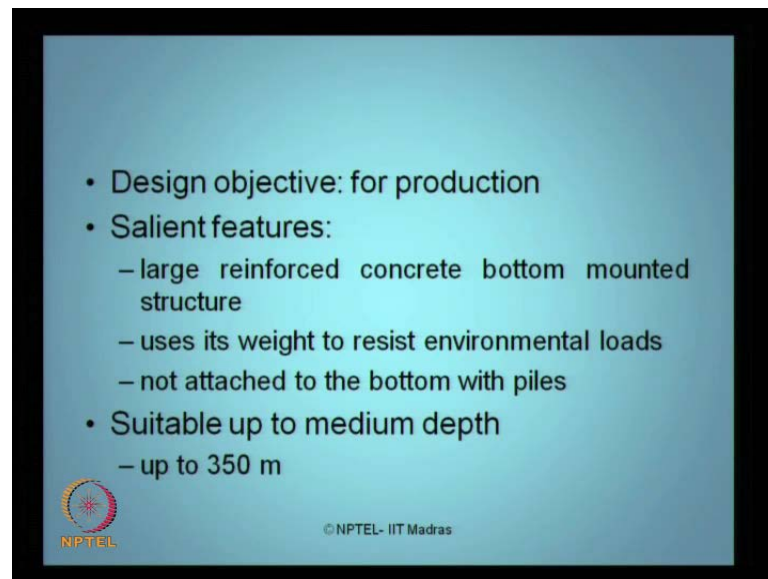 • Design objective: for production
• Salient features:
– large reinforced concrete bottom mounted
structure
– uses its weight to resist environmental loads
– not attached to the bottom with piles
• Suitable up to medium depth
– up to 350 m
NPTEL
© NPTEL- IIT Madras